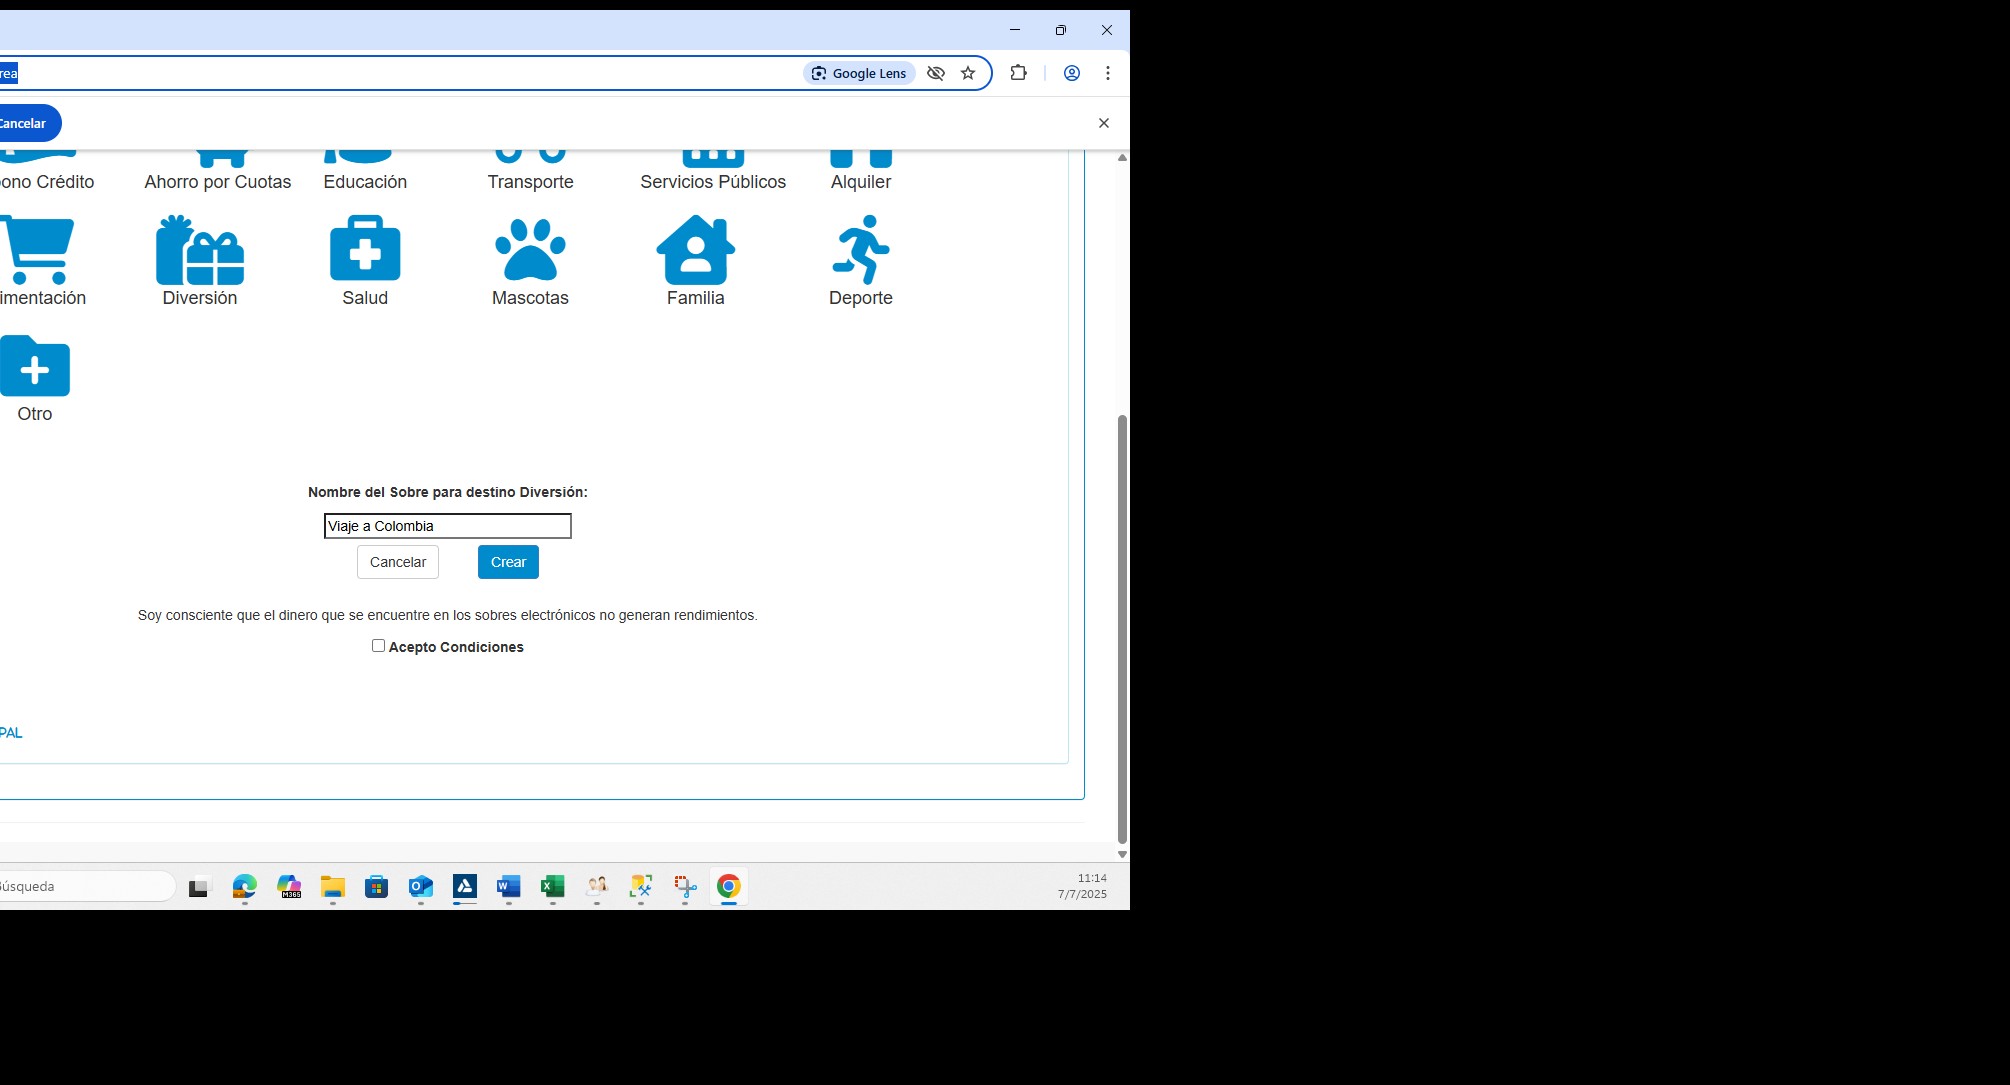 rea
Google Lens
Cancelar
ono Crédito
Ahorro por Cuotas
Educación
Transporte
Servicios Públicos
Alquiler
imentación
Diversión
Salud
Mascotas
Familia
Deporte
Otro
Nombre del Sobre para destino Diversión:
Viaje a Colombia
Cancelar
Crear
Soy consciente que el dinero que se encuentre en los sobres electrónicos no generan rendimientos.
Acepto Condiciones
PAL
úsqueda
M365
11:14
7/7/2025